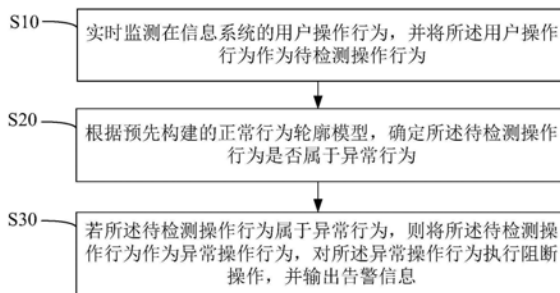 S10
实时监测在信息系统的用户操作行为，并将所述用户操作
行为作为待检测操作行为
S20
根据预先构建的正常行为轮廓模型，确定所述待检测操作
行为是否属于异常行为
S30
若所述待检测操作行为属于异常行为，则将所述待检测
操作行为作为异常操作行为，对所述异常操作行为执行阻断
操作，并输出告警信息